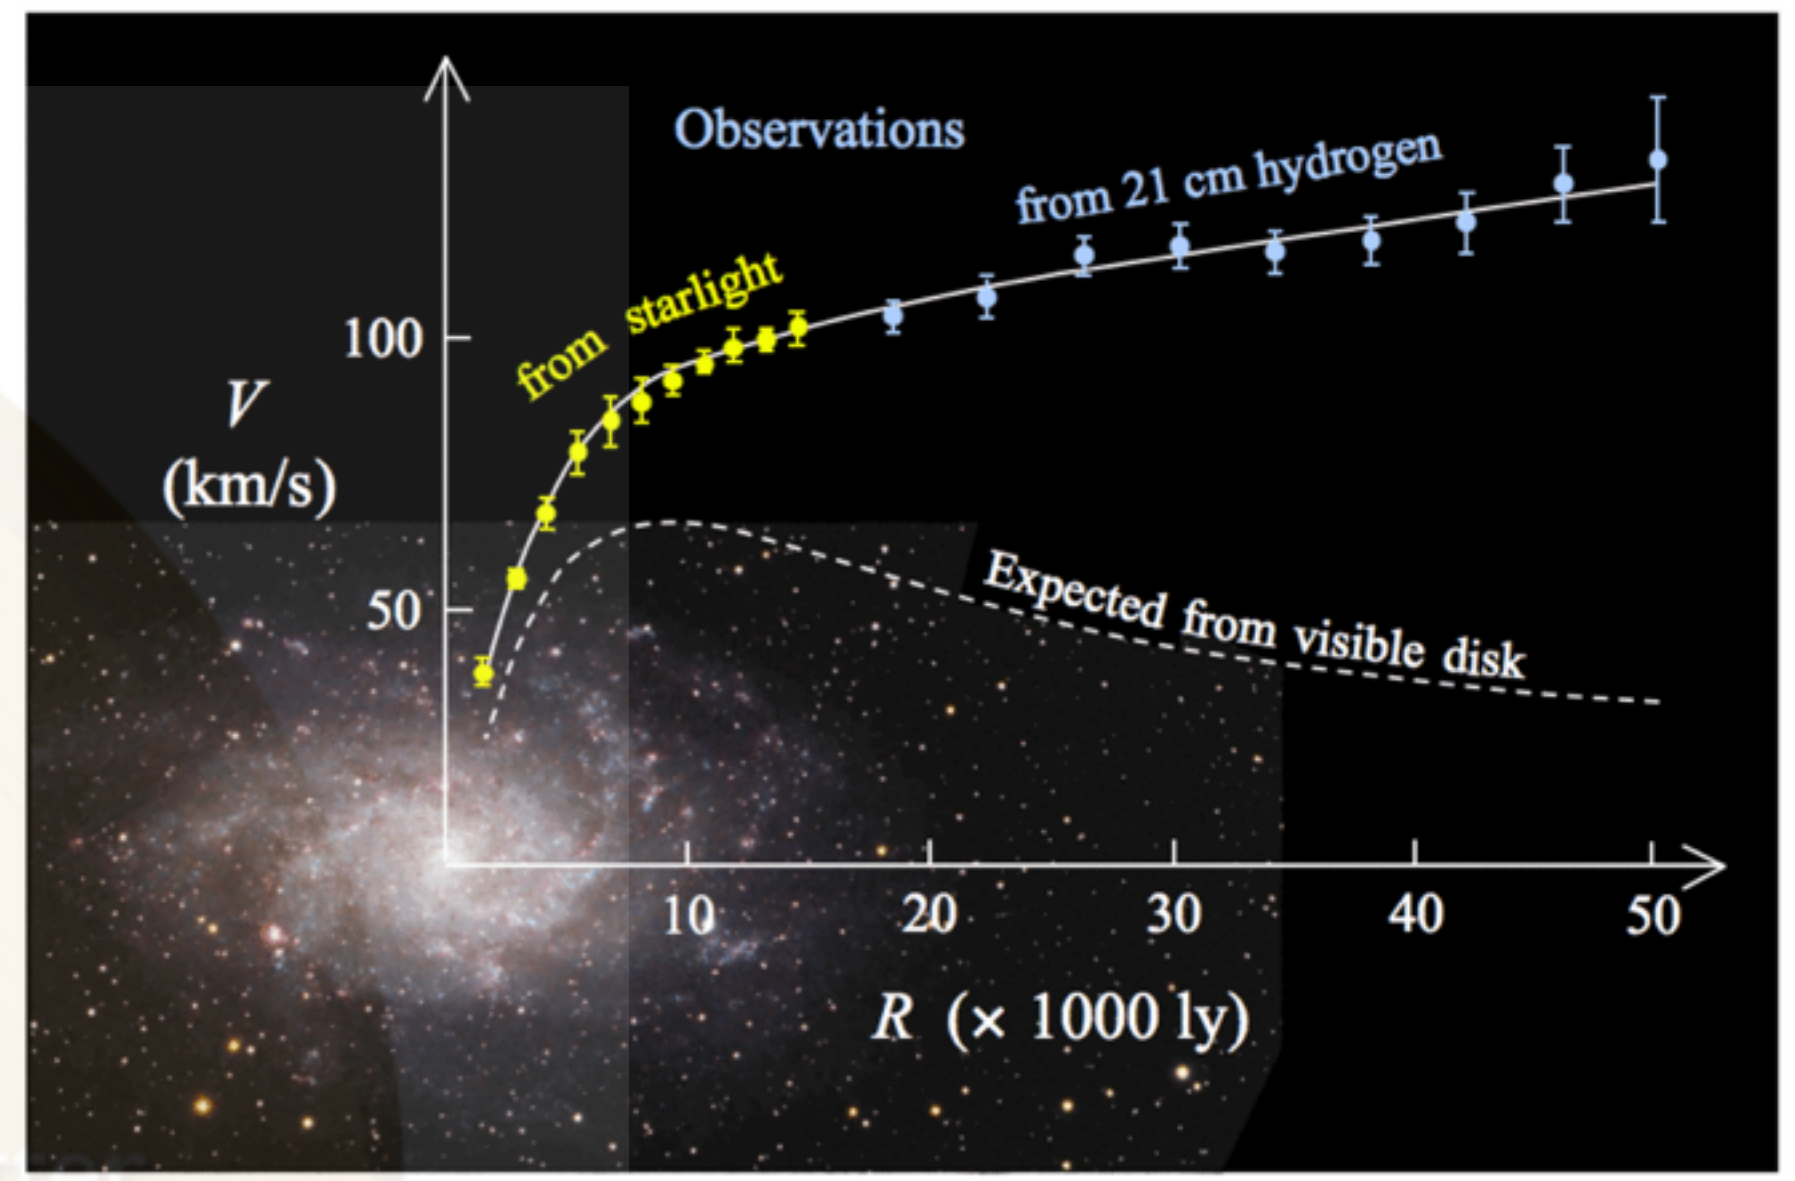 Observations
from 21 cm hydrogen
from starlight
100
V
(km/s)
50
Expected from visible disk
10
20
30
40
50
R (× 1000 ly)